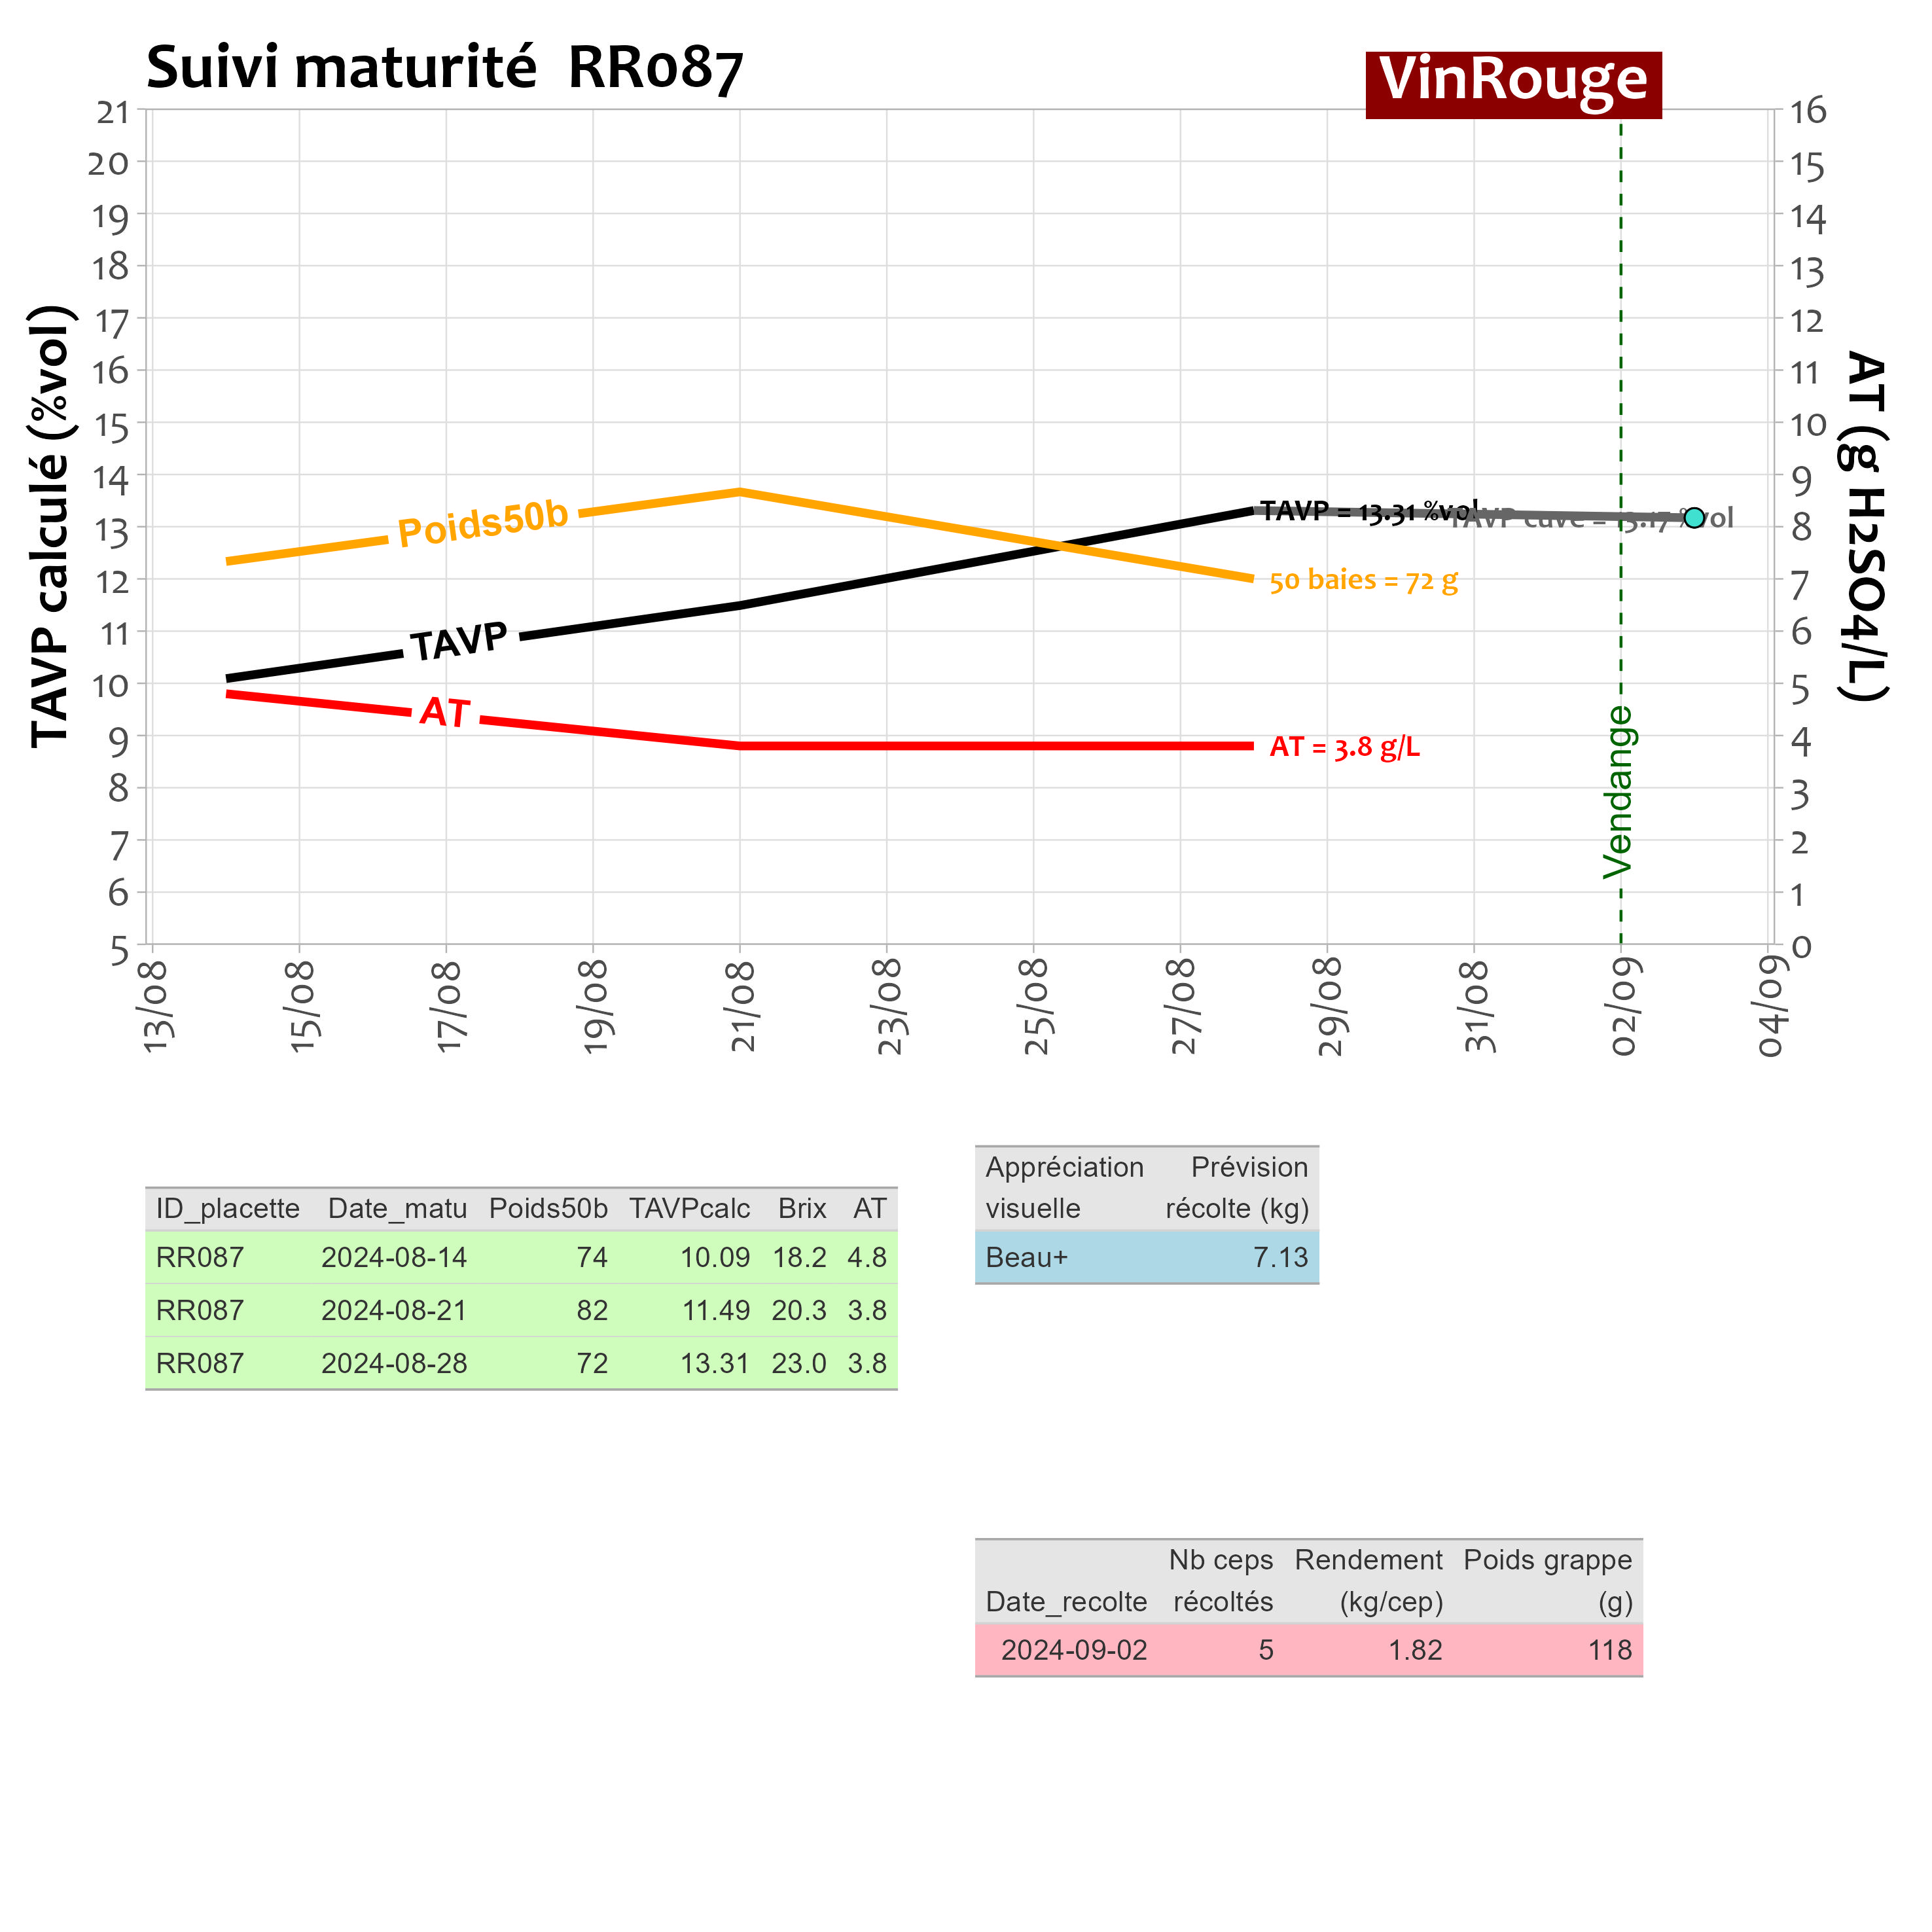 Suivi maturité RR087
VinRouge
TAVP calculé (%vol)
21
20
19
18
17
16
15
14
13
12
11
10
9
8
7
6
5
Poids50b
TAVP
AT
TAVP = 13.31 %vol
TAVP cuve = 13.17 %vol
50 baies = 72 g
AT = 3.8 g/L
Vendange
16
15
14
13
12
11
10
9
8
7
6
5
4
3
2
1
0
AT (g H2SO4/L)
13/08
15/08
17/08
19/08
21/08
23/08
25/08
27/08
29/08
31/08
02/09
04/09
ID_placette Date_matu Poids50b TAVPcalc Brix AT
RR087 2024-08-14 74 10.09 18.2 4.8
RR087 2024-08-21 82 11.49 20.3 3.8
RR087 2024-08-28 72 13.31 23.0 3.8
Appréciation Prévision
visuelle récolte (kg)
Beau+ 7.13
Nb ceps Rendement Poids grappe
Date_recolte récoltés (kg/cep) (g)
2024-09-02 5 1.82 118